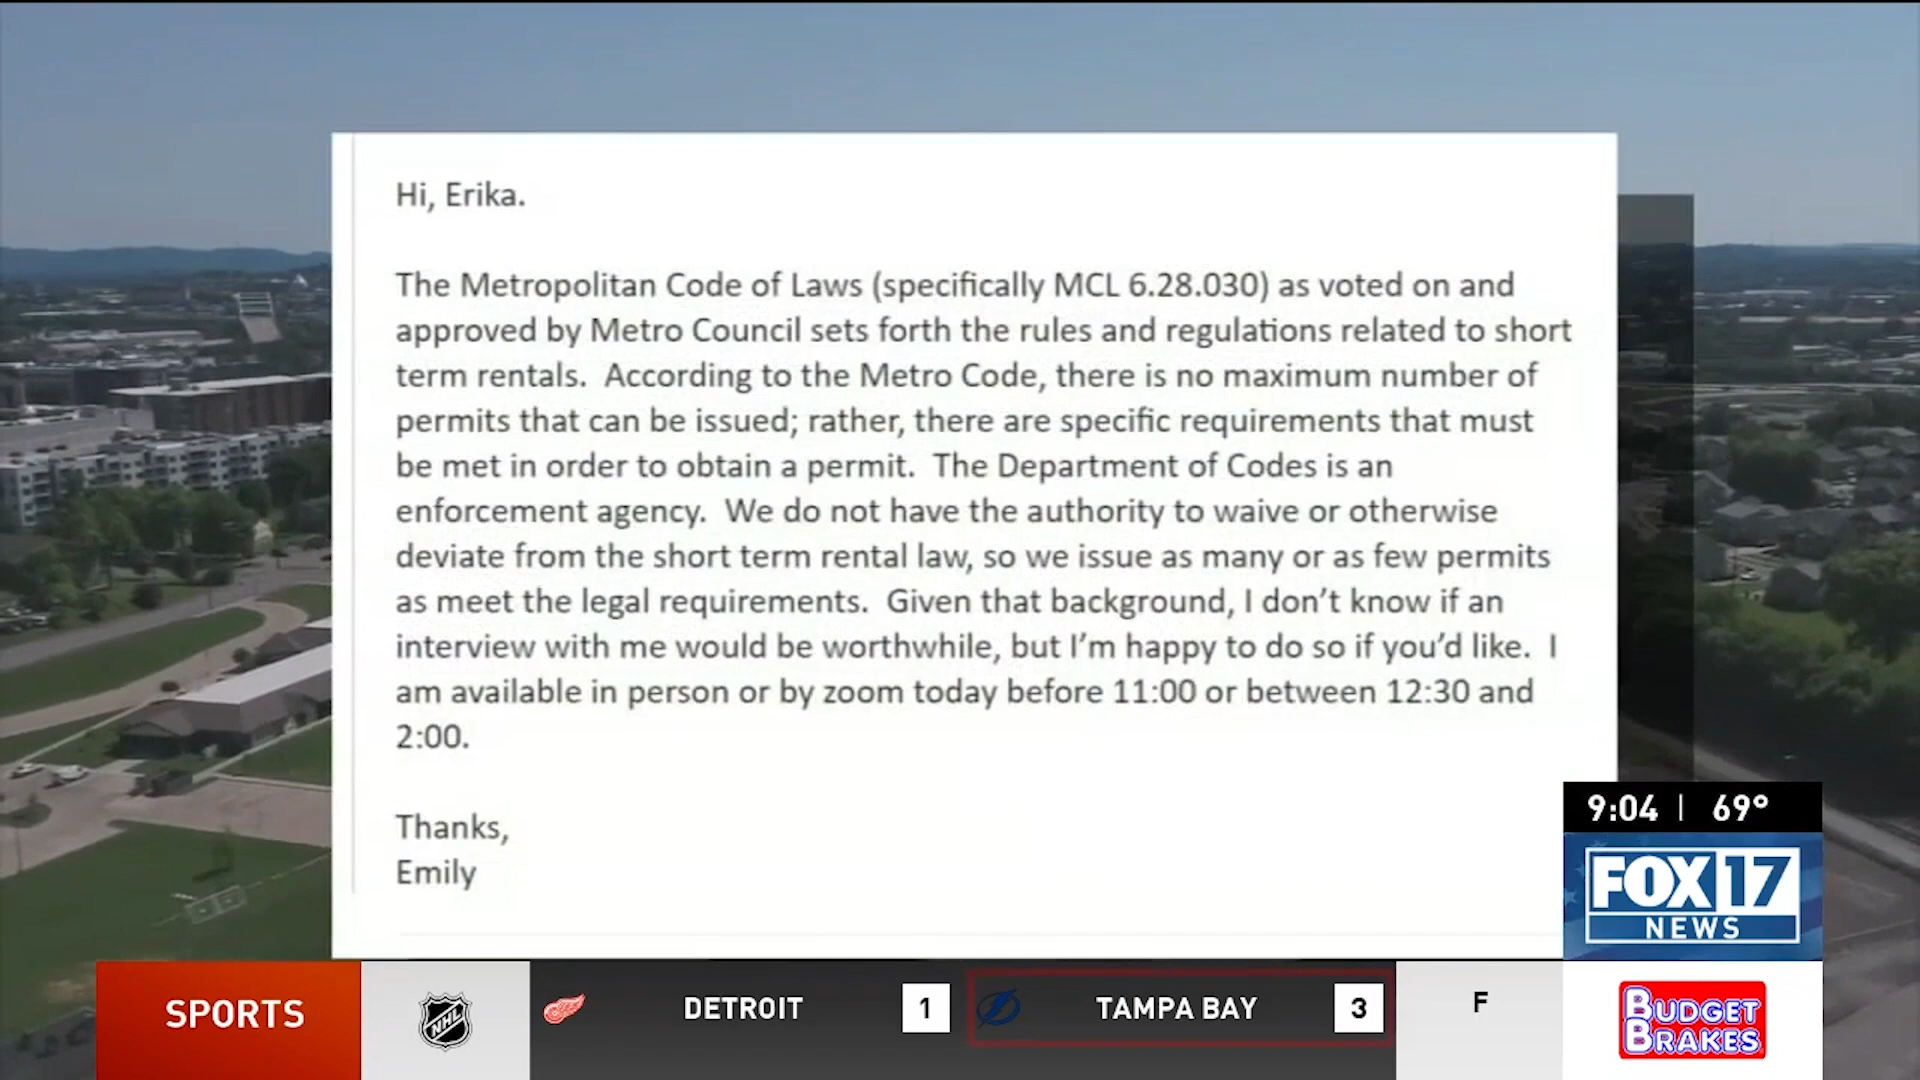 Hi, Erika.
The Metropolitan Code of Laws (specifically MCL 6.28.030) as voted on and
approved by Metro Council sets forth the rules and regulations related to short
term rentals.  According to the Metro Code, there is no maximum number of
permits that can be issued; rather, there are specific requirements that must
be met in order to obtain a permit.  The Department of Codes is an
enforcement agency.  We do not have the authority to waive or otherwise
deviate from the short term rental law, so we issue as many or as few permits
as meet the legal requirements.  Given that background, I don’t know if an
interview with me would be worthwhile, but I’m happy to do so if you’d like.  I
am available in person or by zoom today before 11:00 or between 12:30 and
2:00.
Thanks,
Emily
9:04 | 69°
FOX 17
NEWS
SPORTS
NHL
DETROIT 1 TAMPA BAY 3 F
BUDGET
BRAKES